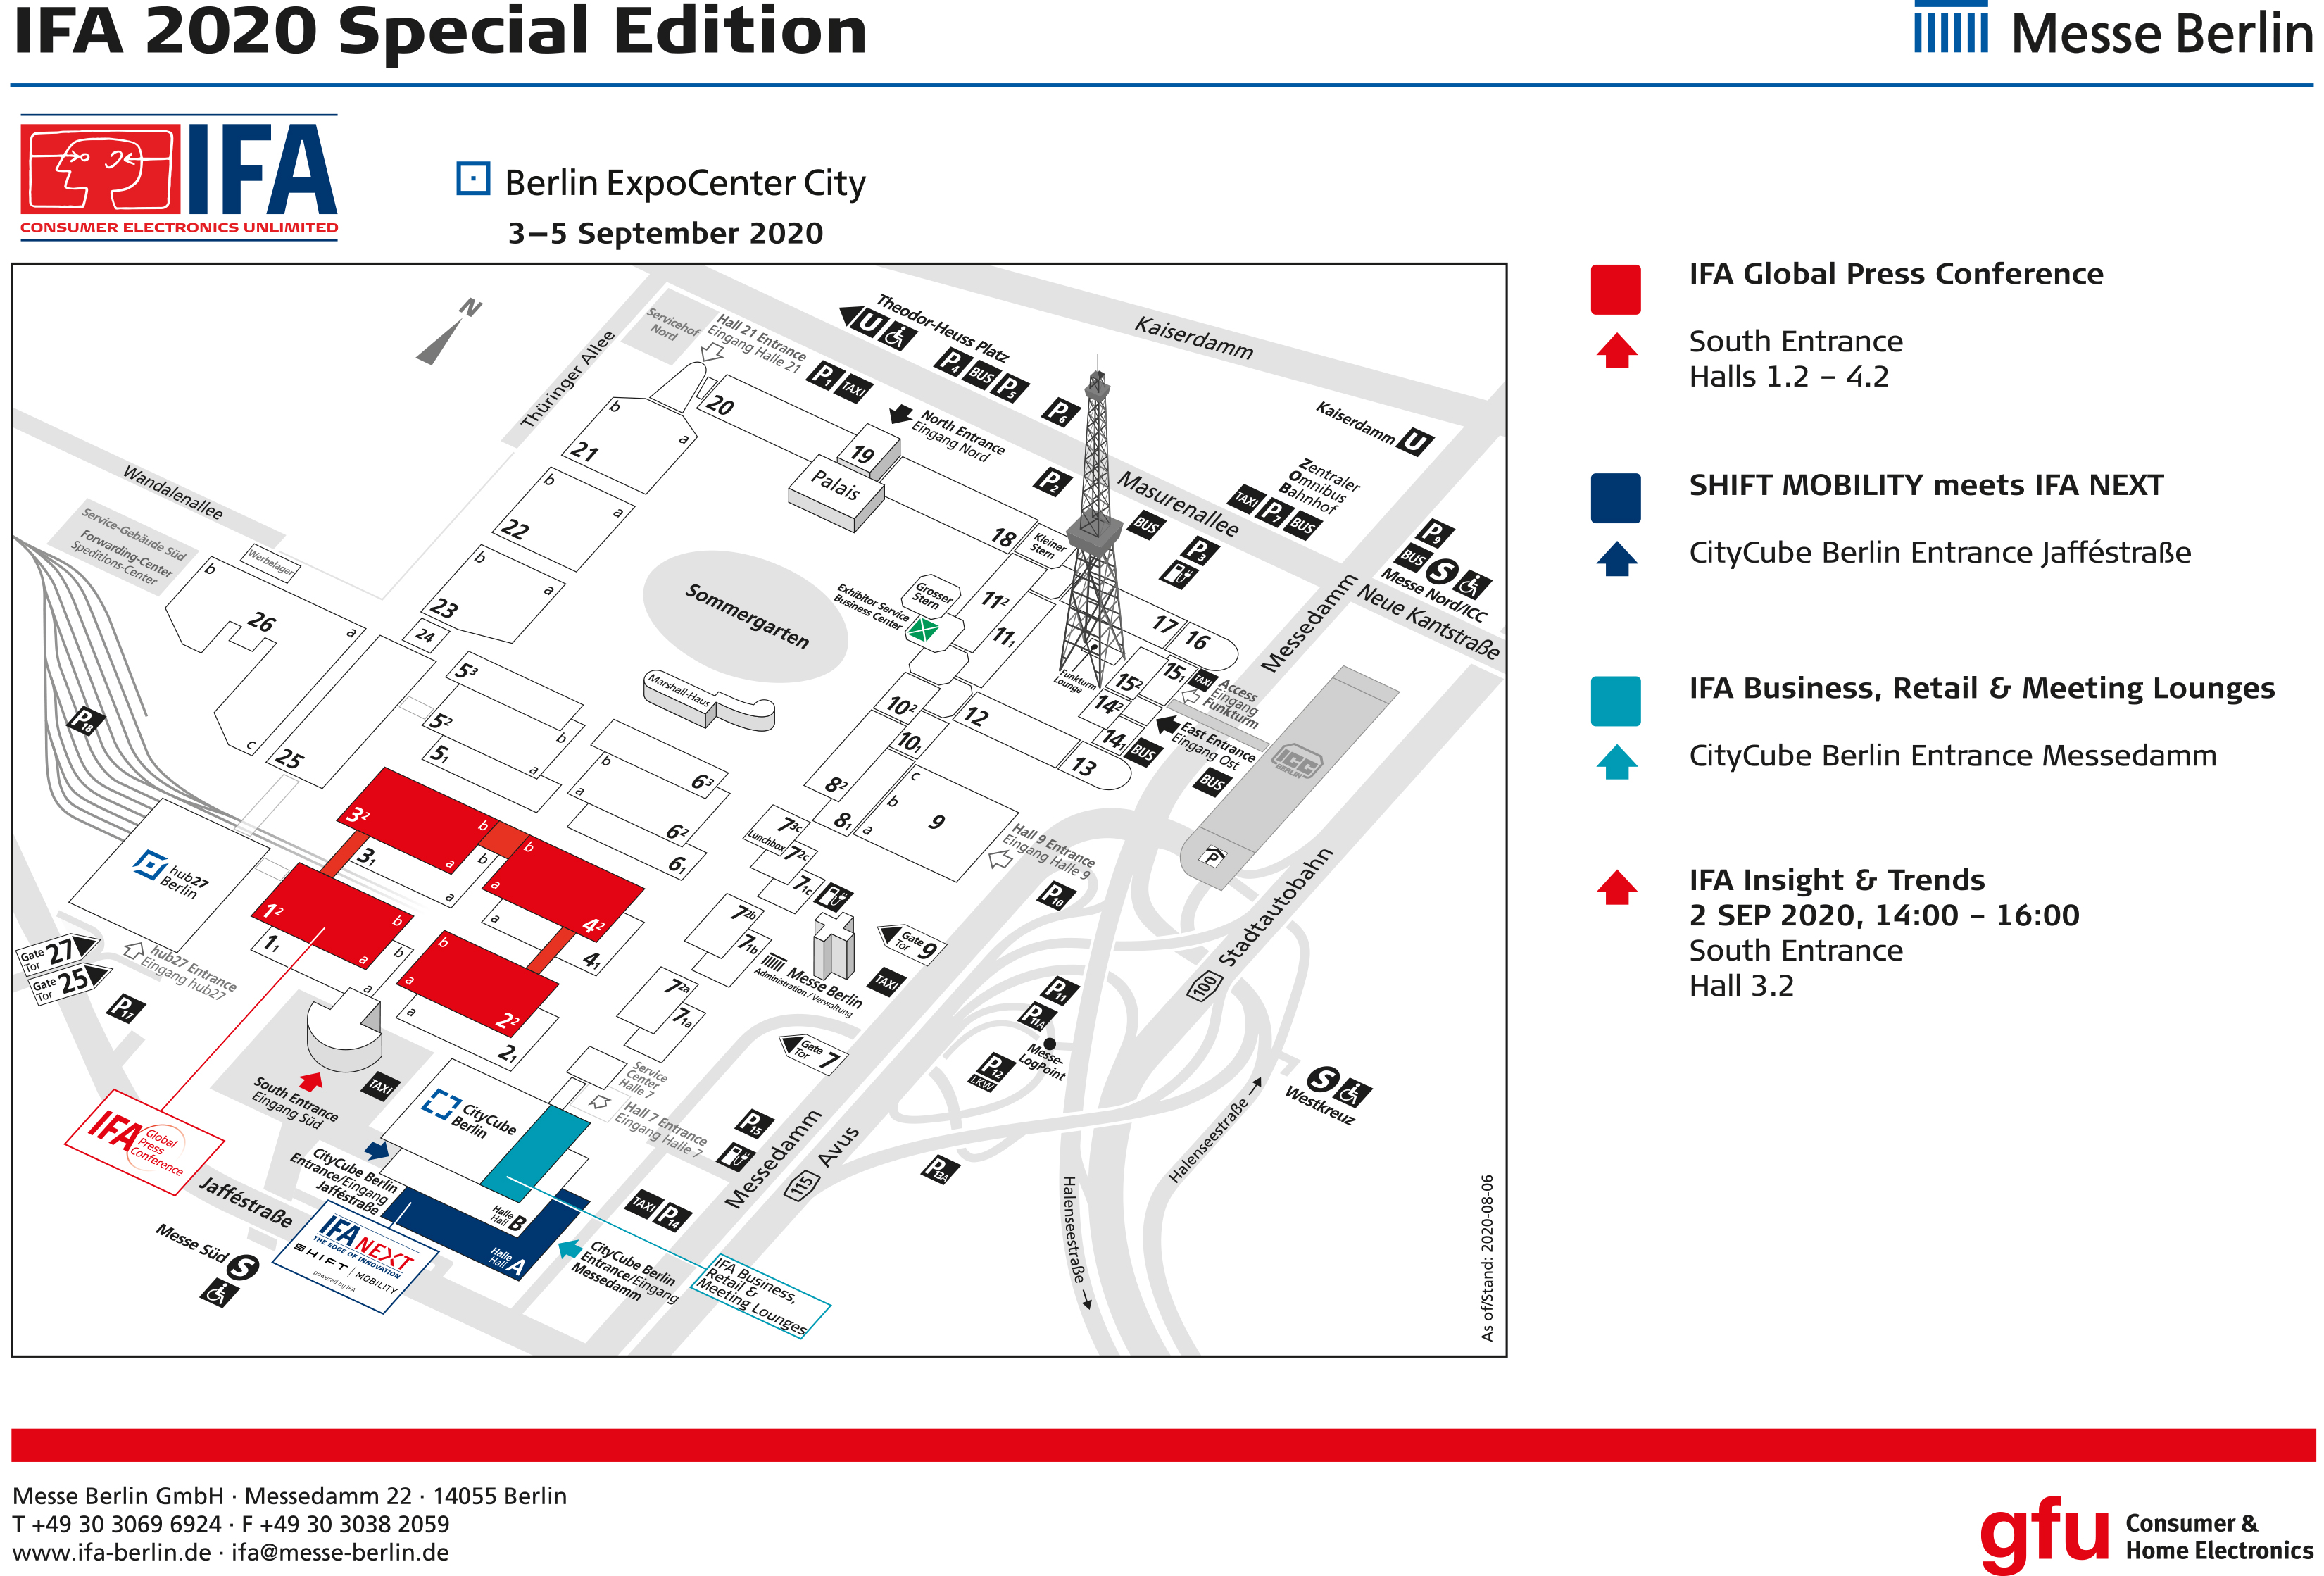 IFA 2020 Special Edition
Messe Berlin
IFA
CONSUMER ELECTRONICS UNLIMITED
Berlin ExpoCenter City
3–5 September 2020
N
Thüringer Allee
Servicehof
Nord
Hall 21 Entrance
Eingang Halle 21
P1 TAXI
Theodor-Heuss Platz
U
P4 BUS P5
P6
Kaiserdamm
Kaiserdamm U
North Entrance
Eingang Nord
P2
Masurenallee
Zentraler
Omnibus
Bahnhof
TAXI P7 BUS
BUS
P3
P9
BUS S
Messe Nord/ICC
Neue Kantstraße
Messedamm
Wandalenallee
Service-Gebäude Süd
Forwarding-Center
Speditions-Center
Werbelager
20
19
Palais
18
Kleiner
Stern
b
a
21
b
a
22
b
a
23
24
b
26
a
c
25
P18
Sommergarten
Marshall-Haus
Exhibitor Service
Business Center
Grosser
Stern
11²
11₁
17
16
Funkturm
Lounge
15²
15₁
TAXI
Access
Eingang
Funkturm
14²
14₁
BUS
East Entrance
Eingang Ost
BUS
ICC
BERLIN
P
10²
10₁
12
13
8²
8₁
c
b
a
9
Hall 9 Entrance
Eingang Halle 9
P10
5³
5²
b
5₁
a
6³
b
a
6²
6₁
7³c
Lunchbox
7²c
7₁c
7²b
7₁b
7²a
7₁a
Messe Berlin
Administration / Verwaltung
TAXI
Gate
Tor 9
Gate
Tor 7
3²
b
a
3₁
b
a
b
a
4²
a
4₁
1²
b
a
1₁
b
a
b
a
2²
a
2₁
hub27
Berlin
hub27 Entrance
Eingang hub27
Gate
Tor 27
Gate
Tor 25
P17
South Entrance
Eingang Süd
TAXI
CityCube
Berlin
Service
Center
Halle 7
Hall 7 Entrance
Eingang Halle 7
P15
CityCube Berlin
Entrance/Eingang
Jafféstraße
Halle
Hall B
Halle
Hall A
TAXI P14
CityCube Berlin
Entrance/Eingang
Messedamm
IFA Business,
Retail &
Meeting Lounges
IFA Global
Press
Conference
Jafféstraße
Messe Süd S
IFA NEXT
THE EDGE OF INNOVATION
SHIFT MOBILITY
powered by IFA
Messedamm
115 Avus
P13A
P11
P11A
Messe-
LogPoint
P12
LKW
100 Stadtautobahn
S
Westkreuz
Halenseestraße
Halenseestraße
As of/Stand: 2020-08-06
IFA Global Press Conference
South Entrance
Halls 1.2 – 4.2
SHIFT MOBILITY meets IFA NEXT
CityCube Berlin Entrance Jafféstraße
IFA Business, Retail & Meeting Lounges
CityCube Berlin Entrance Messedamm
IFA Insight & Trends
2 SEP 2020, 14:00 – 16:00
South Entrance
Hall 3.2
Messe Berlin GmbH · Messedamm 22 · 14055 Berlin
T +49 30 3069 6924 · F +49 30 3038 2059
www.ifa-berlin.de · ifa@messe-berlin.de
gfu Consumer &
Home Electronics